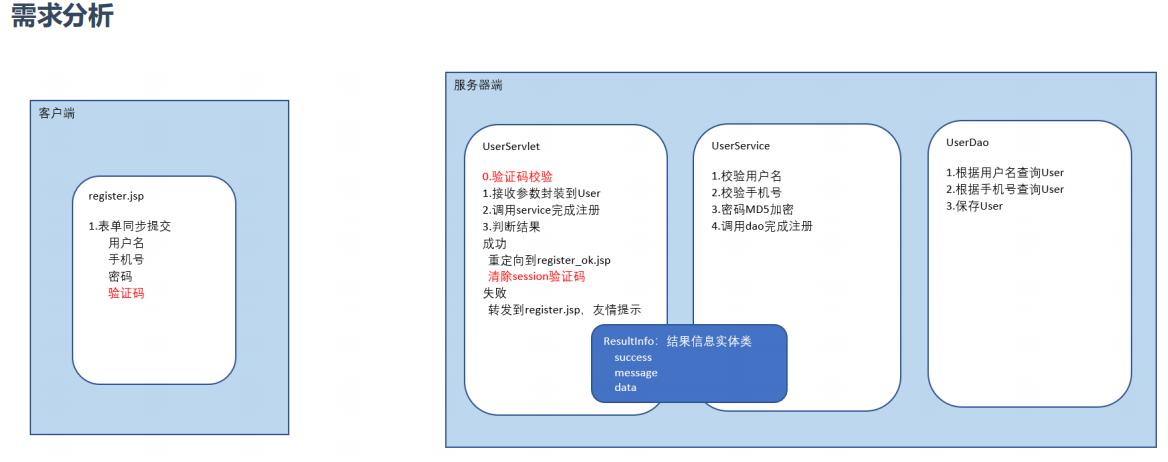 需求分析
客户端
register.jsp
1.表单同步提交
用户名
手机号
密码
验证码
服务器端
UserServlet
0.验证码校验
1.接收参数封装到User
2.调用service完成注册
3.判断结果
成功
重定向到register_ok.jsp
清除session验证码
失败
转发到register.jsp，友情提示
UserService
1.校验用户名
2.校验手机号
3.密码MD5加密
4.调用dao完成注册
ResultInfo：结果信息实体类
success
message
data
UserDao
1.根据用户名查询User
2.根据手机号查询User
3.保存User